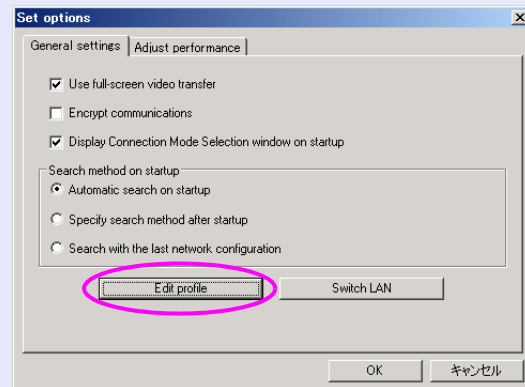 Set options
General settings Adjust performance
Use full-screen video transfer
Encrypt communications
Display Connection Mode Selection window on startup
Search method on startup
Automatic search on startup
Specify search method after startup
Search with the last network configuration
Edit profile Switch LAN
OK キャンセル